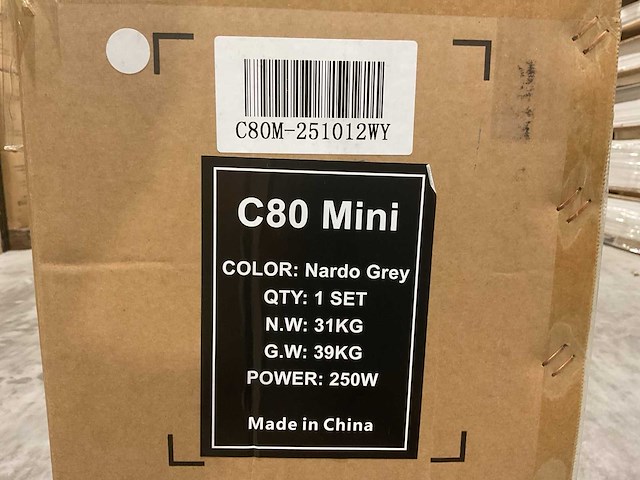 C80M-251012WY
C80 Mini
COLOR: Nardo Grey
QTY: 1 SET
N.W: 31KG
G.W: 39KG
POWER: 250W
Made in China